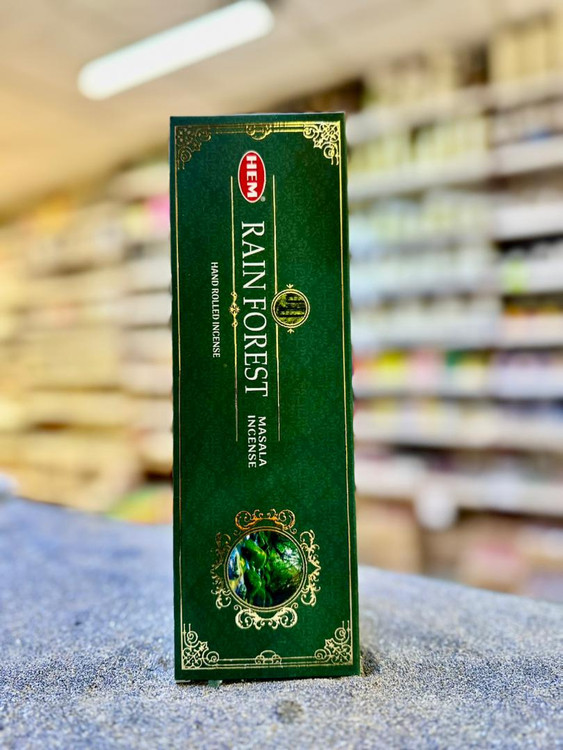 HEM
RAIN FOREST
MASALA
INCENSE
HAND ROLLED INCENSE